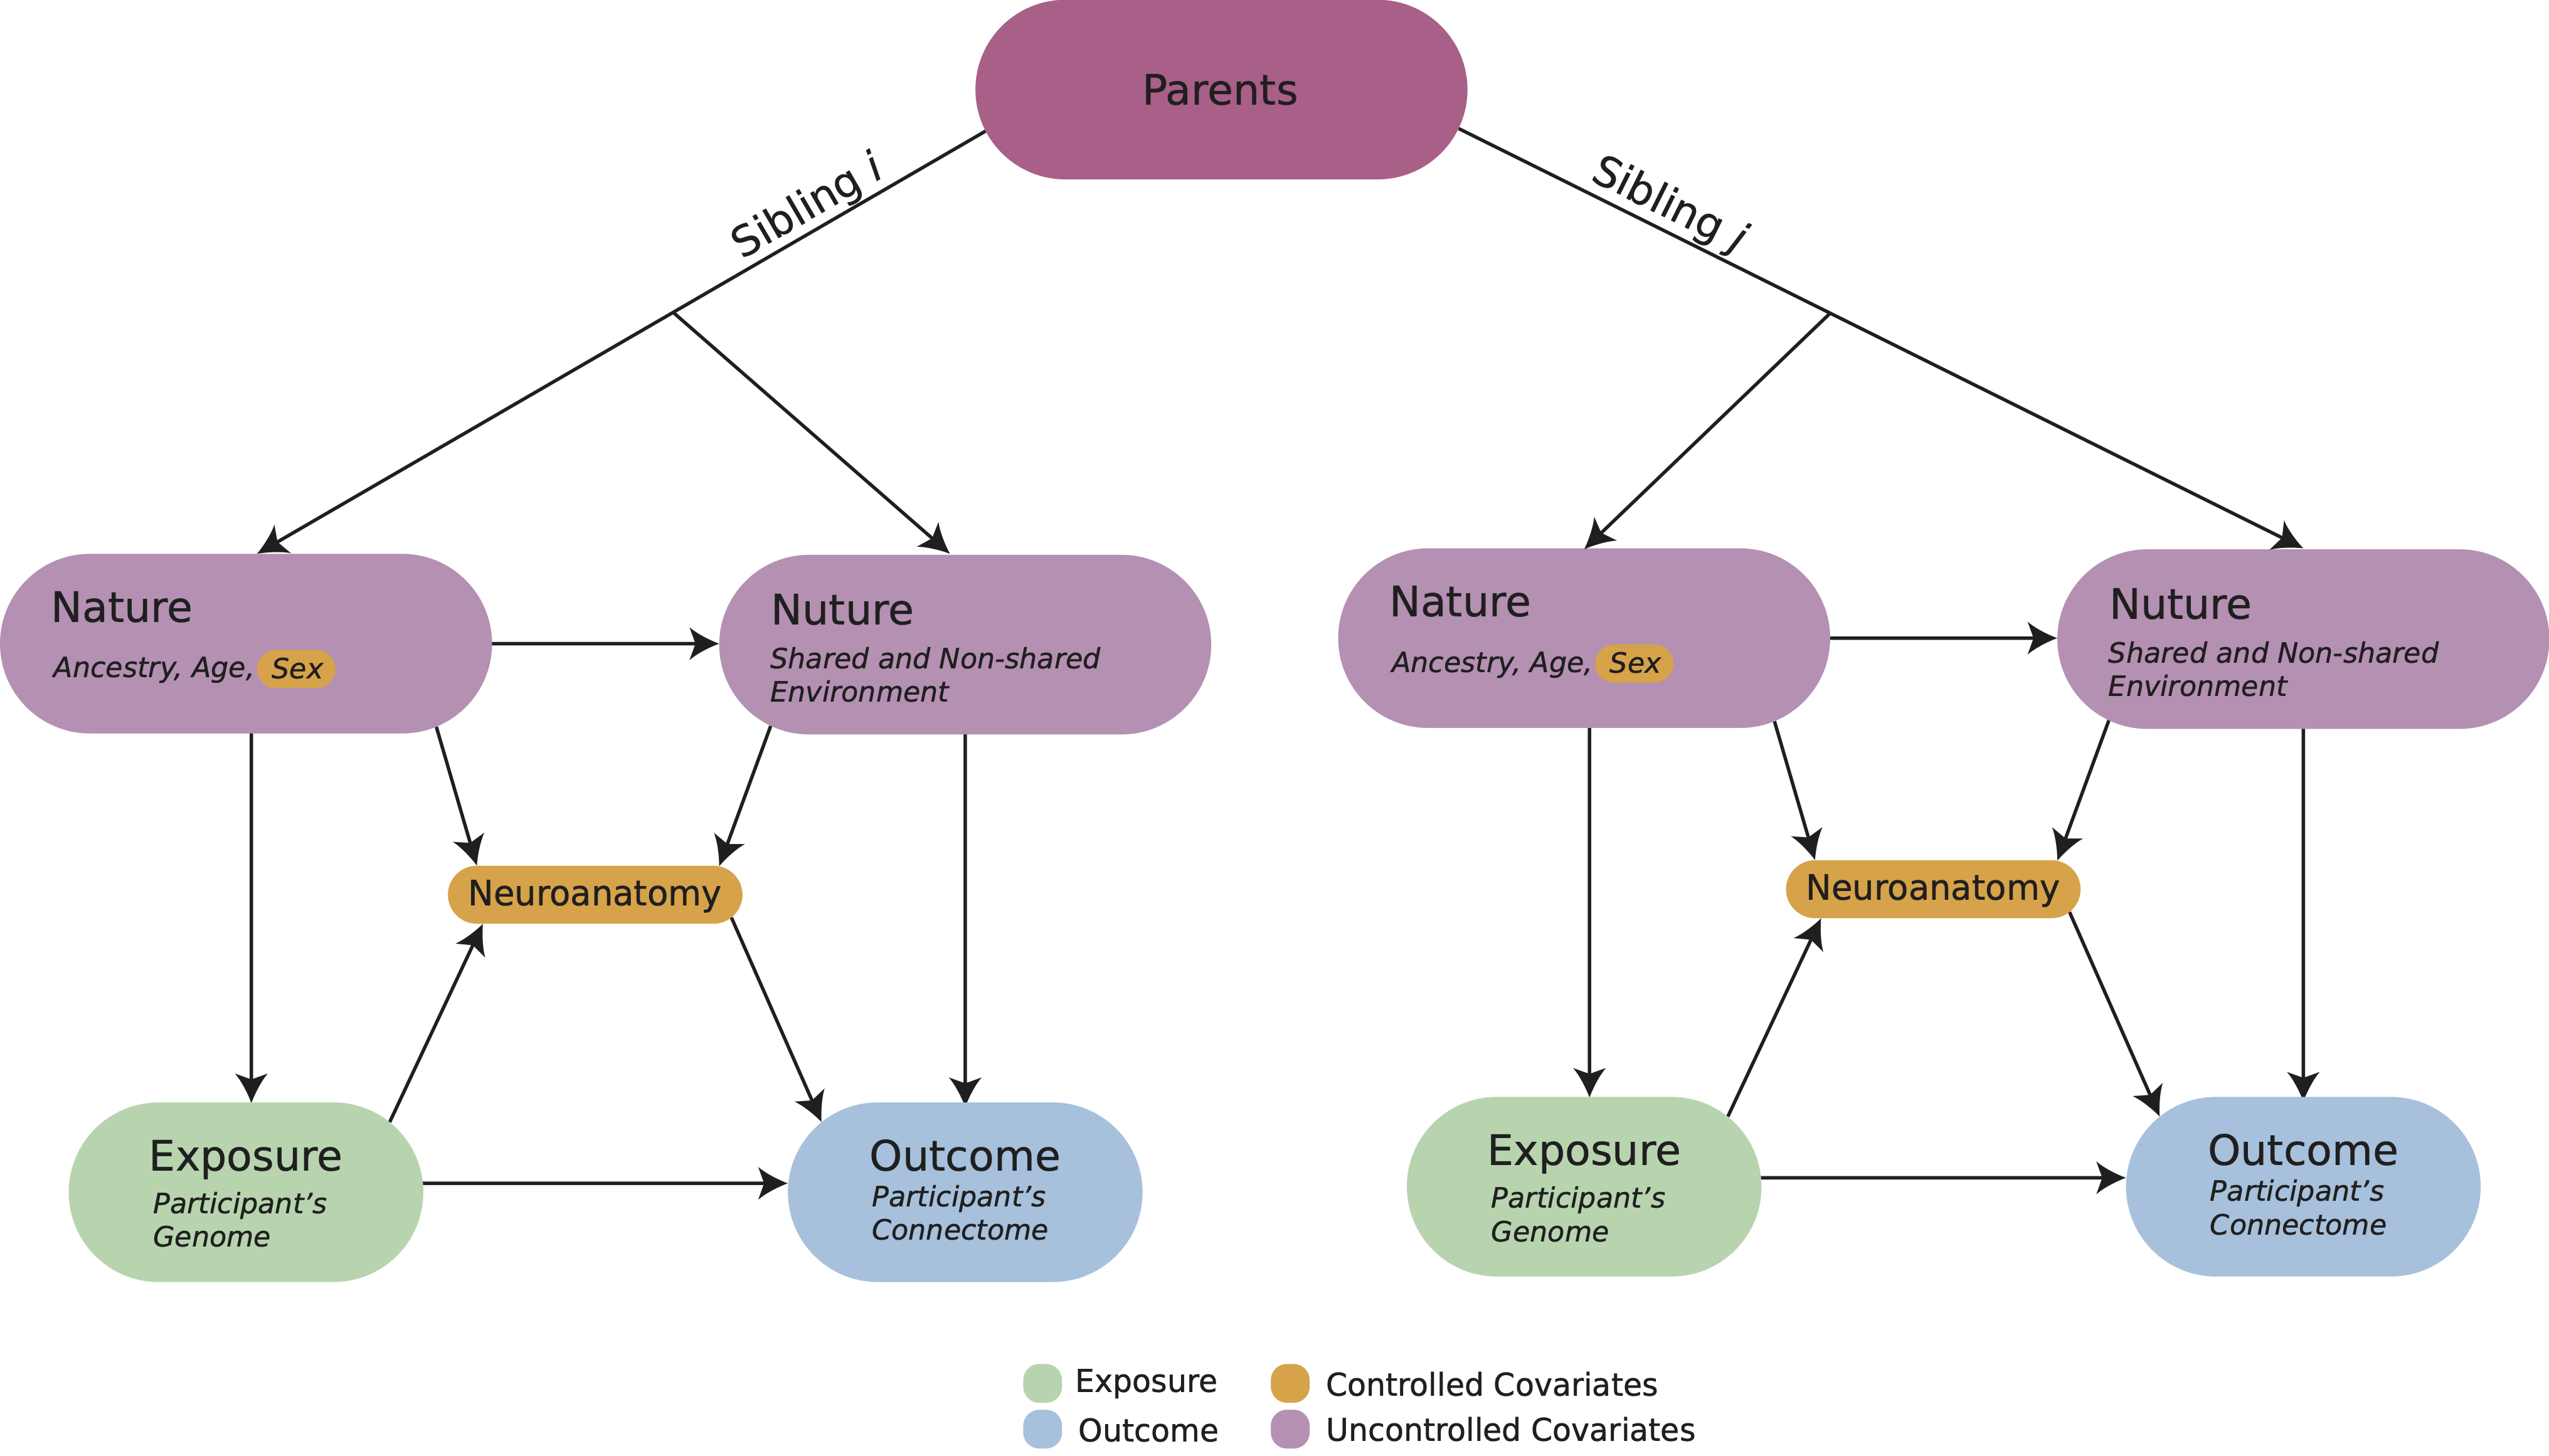 Parents
Sibling i
Sibling j
Nature
Ancestry, Age, Sex
Nuture
Shared and Non-shared
Environment
Nature
Ancestry, Age, Sex
Nuture
Shared and Non-shared
Environment
Neuroanatomy
Neuroanatomy
Exposure
Participant’s
Genome
Outcome
Participant’s
Connectome
Exposure
Participant’s
Genome
Outcome
Participant’s
Connectome
Exposure
Controlled Covariates
Outcome
Uncontrolled Covariates